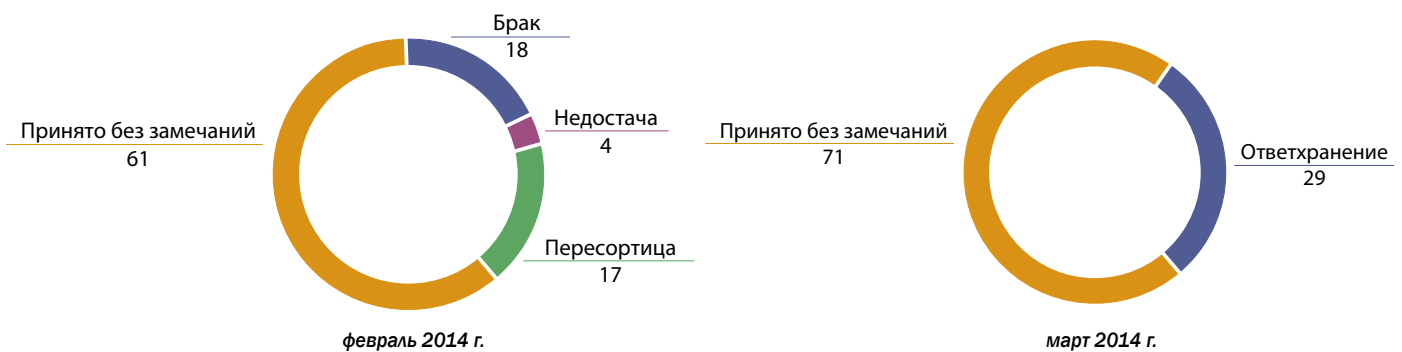 Брак
18
Недостача
4
Принято без замечаний
61
Пересортица
17
февраль 2014 г.
Принято без замечаний
71
Ответхранение
29
март 2014 г.